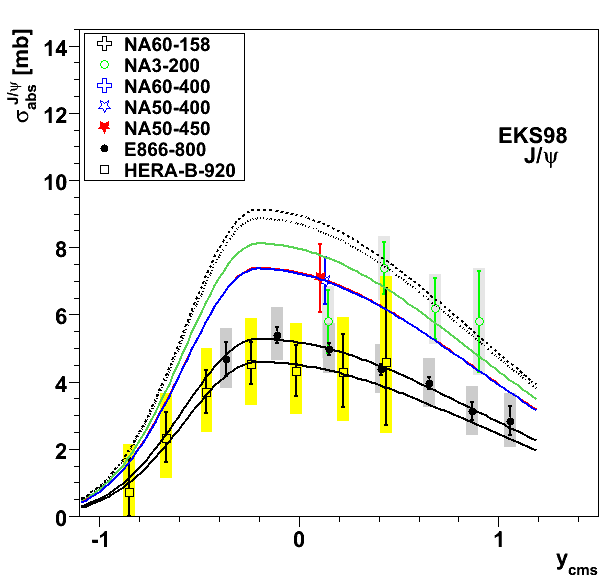 σ_abs^J/ψ [mb]
14
12
10
8
6
4
2
0
NA60-158
NA3-200
NA60-400
NA50-400
NA50-450
E866-800
HERA-B-920
EKS98
J/ψ
-1 0 1
y_cms